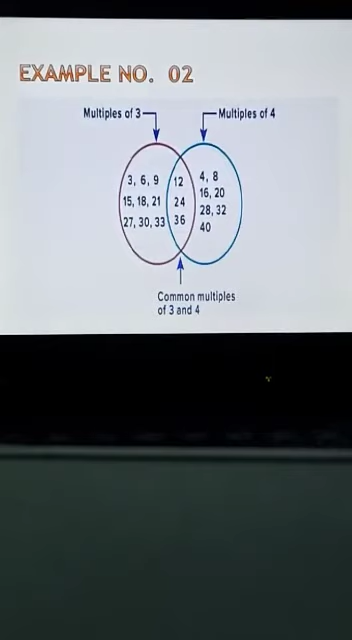 EXAMPLE NO. 02
Multiples of 3
Multiples of 4
3, 6, 9
15, 18, 21
27, 30, 33
12
24
36
4, 8
16, 20
28, 32
40
Common multiples
of 3 and 4